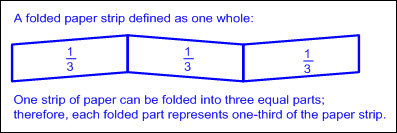 A folded paper strip defined as one whole:
1/3 1/3 1/3
One strip of paper can be folded into three equal parts;
therefore, each folded part represents one-third of the paper strip.